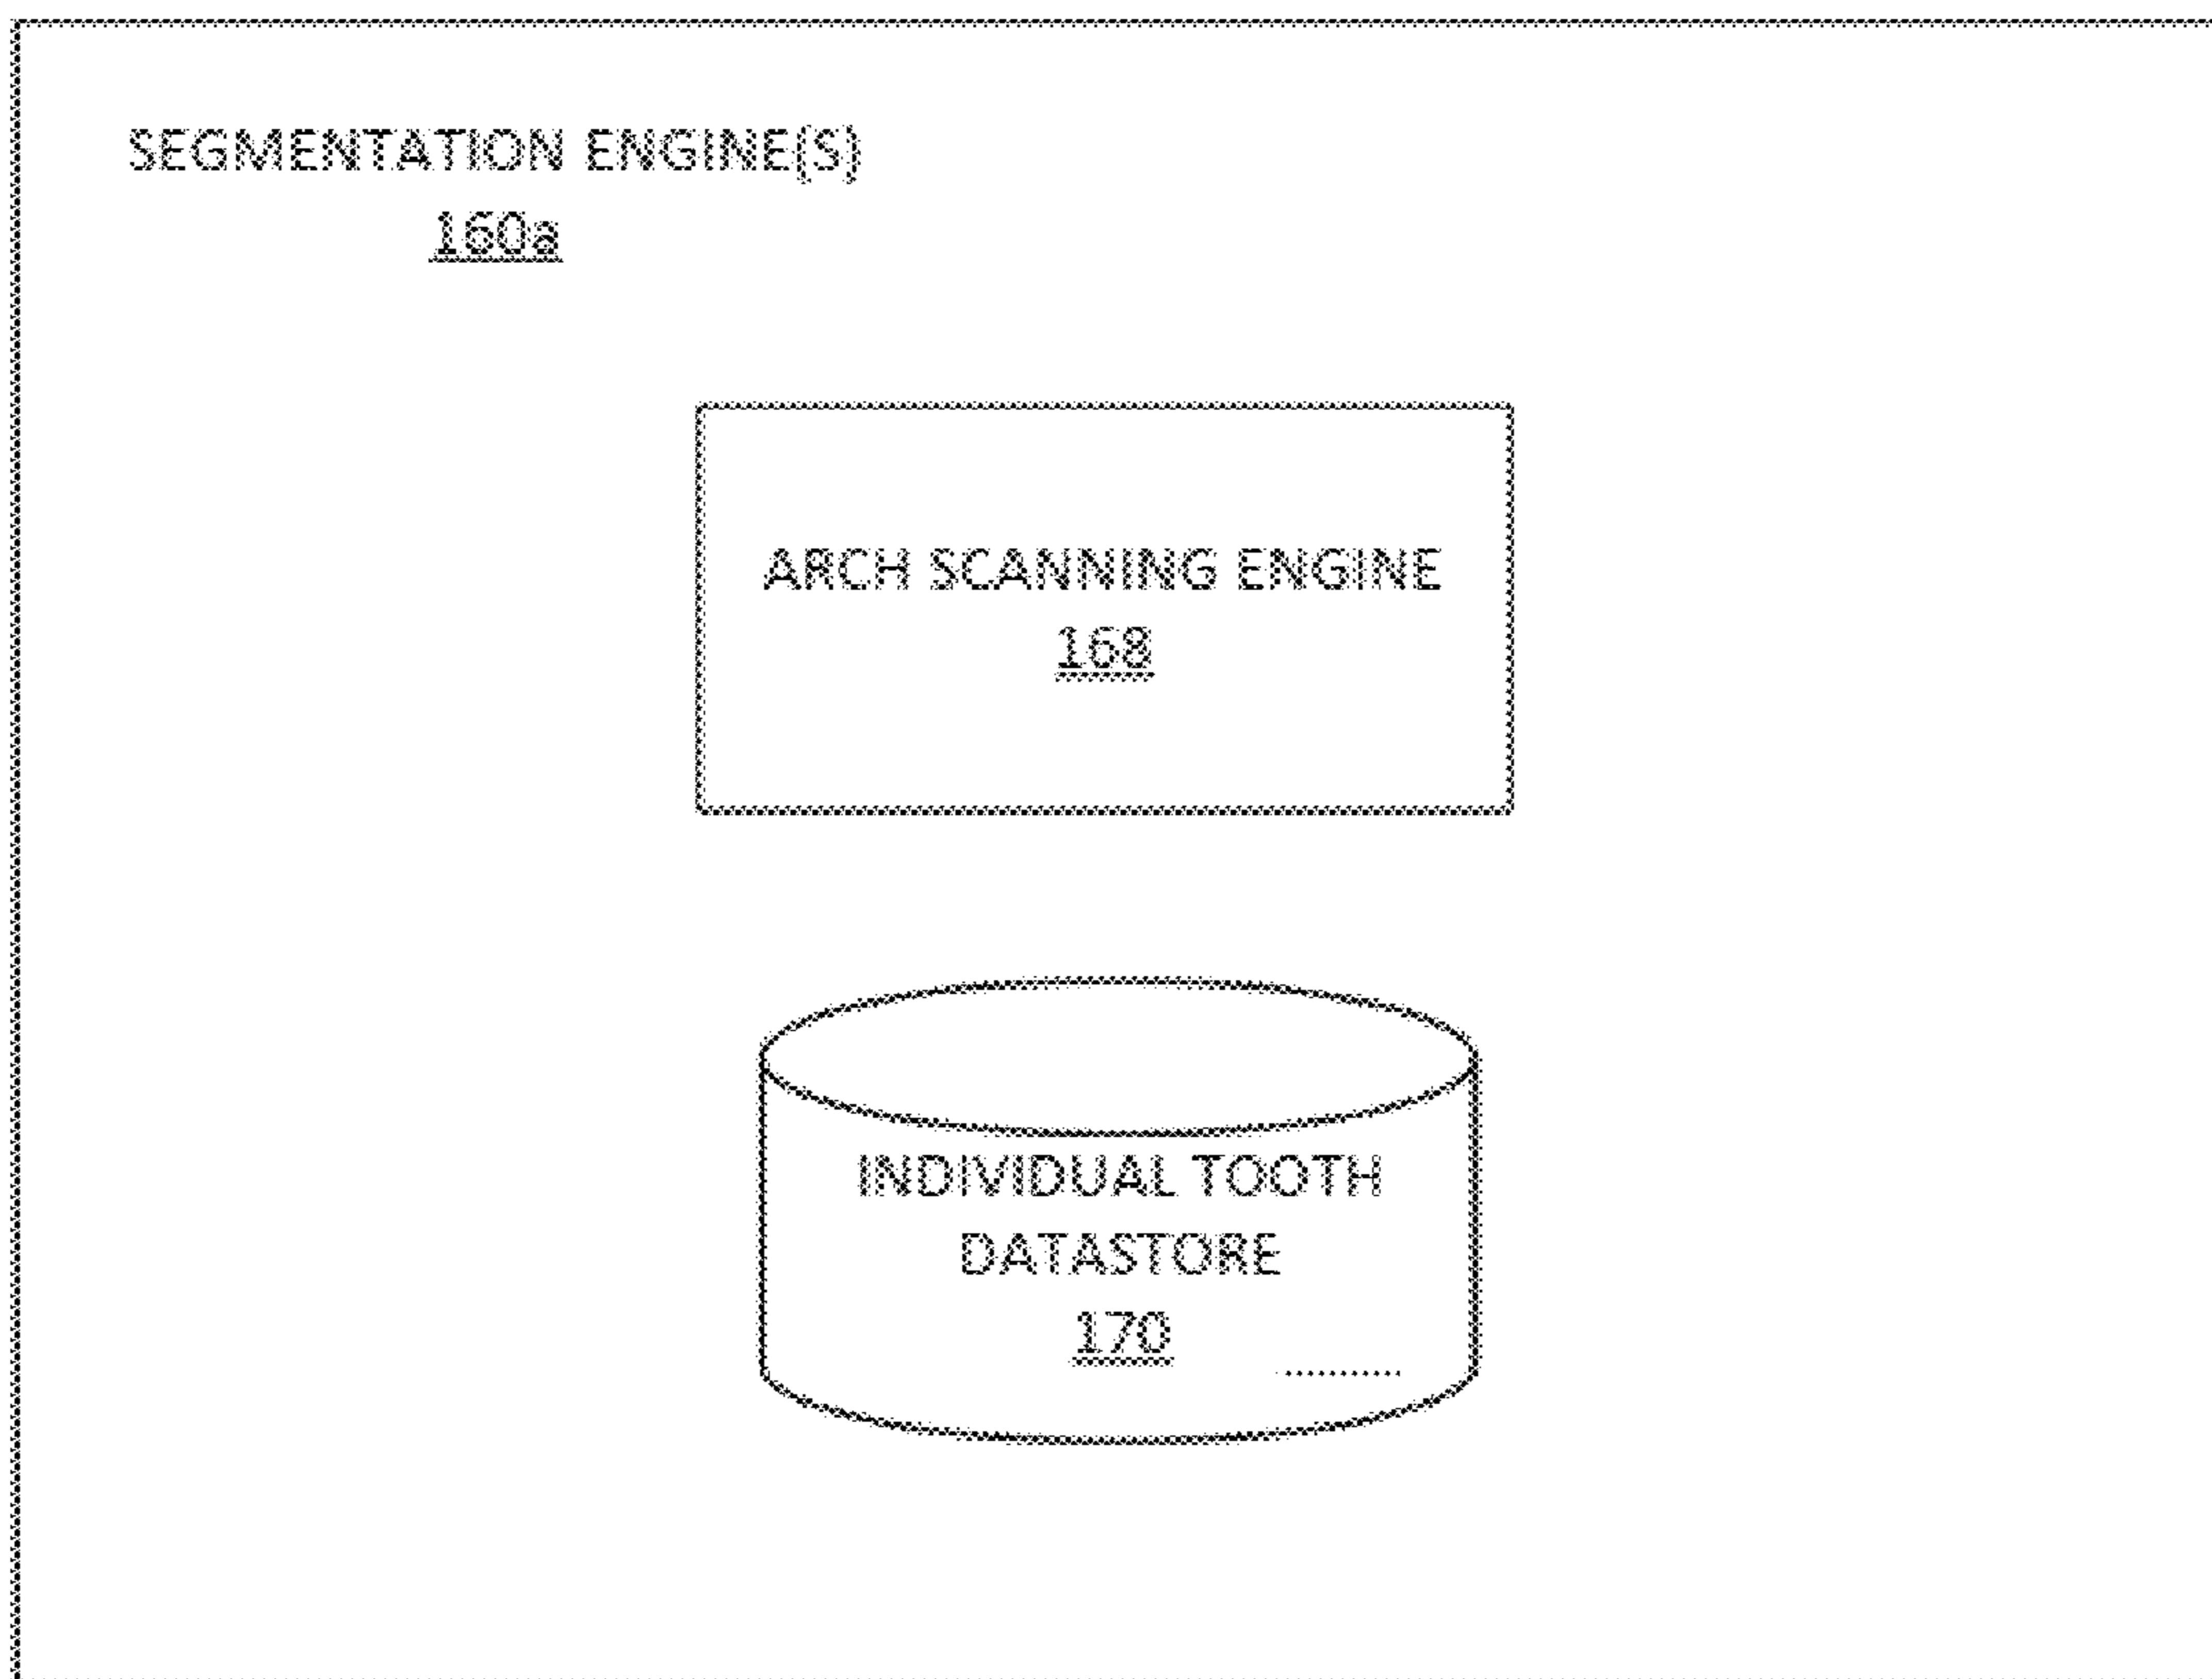 SEGMENTATION ENGINE(S)
160a
ARCH SCANNING ENGINE
168
INDIVIDUAL TOOTH
DATASTORE
170